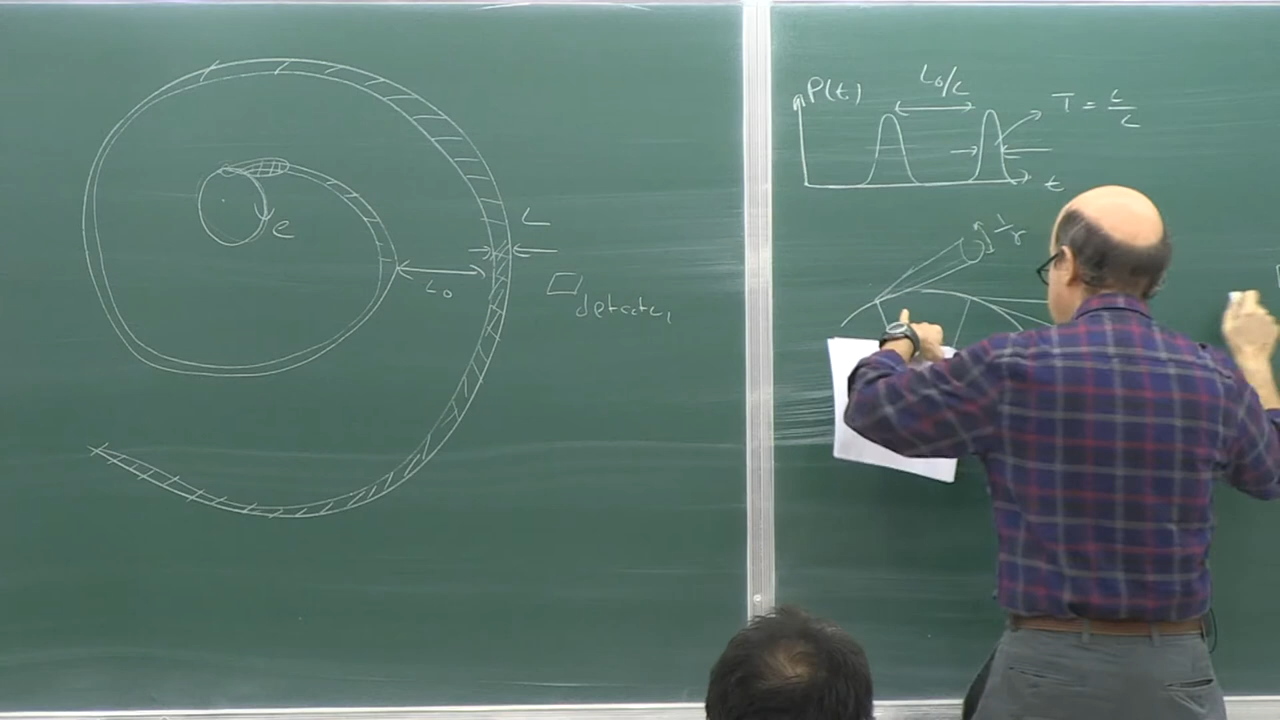 e
L
L₀
detector
P(t)
L₀/c
T = L/c
t
1/γ